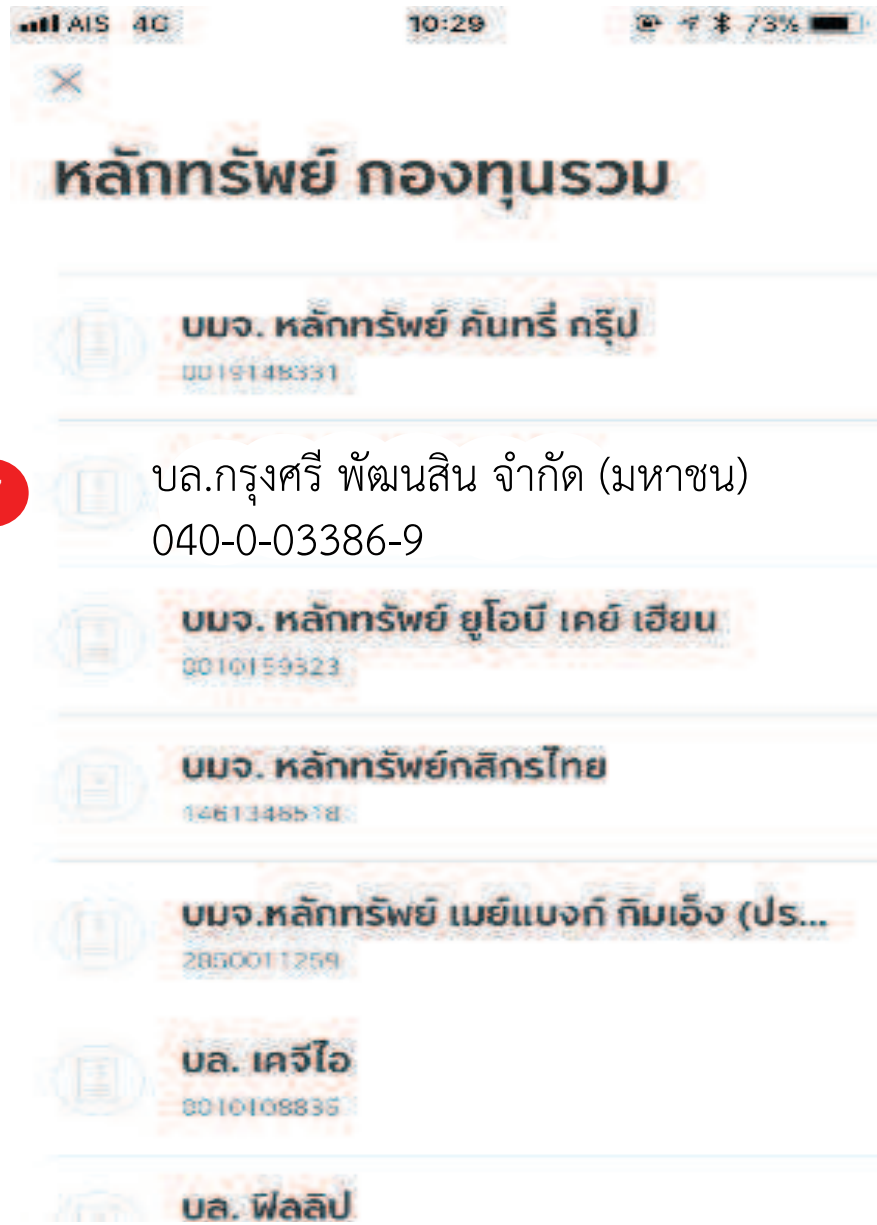 AIS 4G 10:29 73%
หลักทรัพย์ กองทุนรวม
บมจ. หลักทรัพย์ คันทรี่ กรุ๊ป
0019148331
บล.กรุงศรี พัฒนสิน จำกัด (มหาชน)
040-0-03386-9
บมจ. หลักทรัพย์ ยูโอบี เคย์ เฮียน
0010159323
บมจ. หลักทรัพย์กสิกรไทย
1461346518
บมจ.หลักทรัพย์ เมย์แบงก์ กิมเอ็ง (ปร...
2850011259
บล. เคจีไอ
0010108835
บล. ฟิลลิป